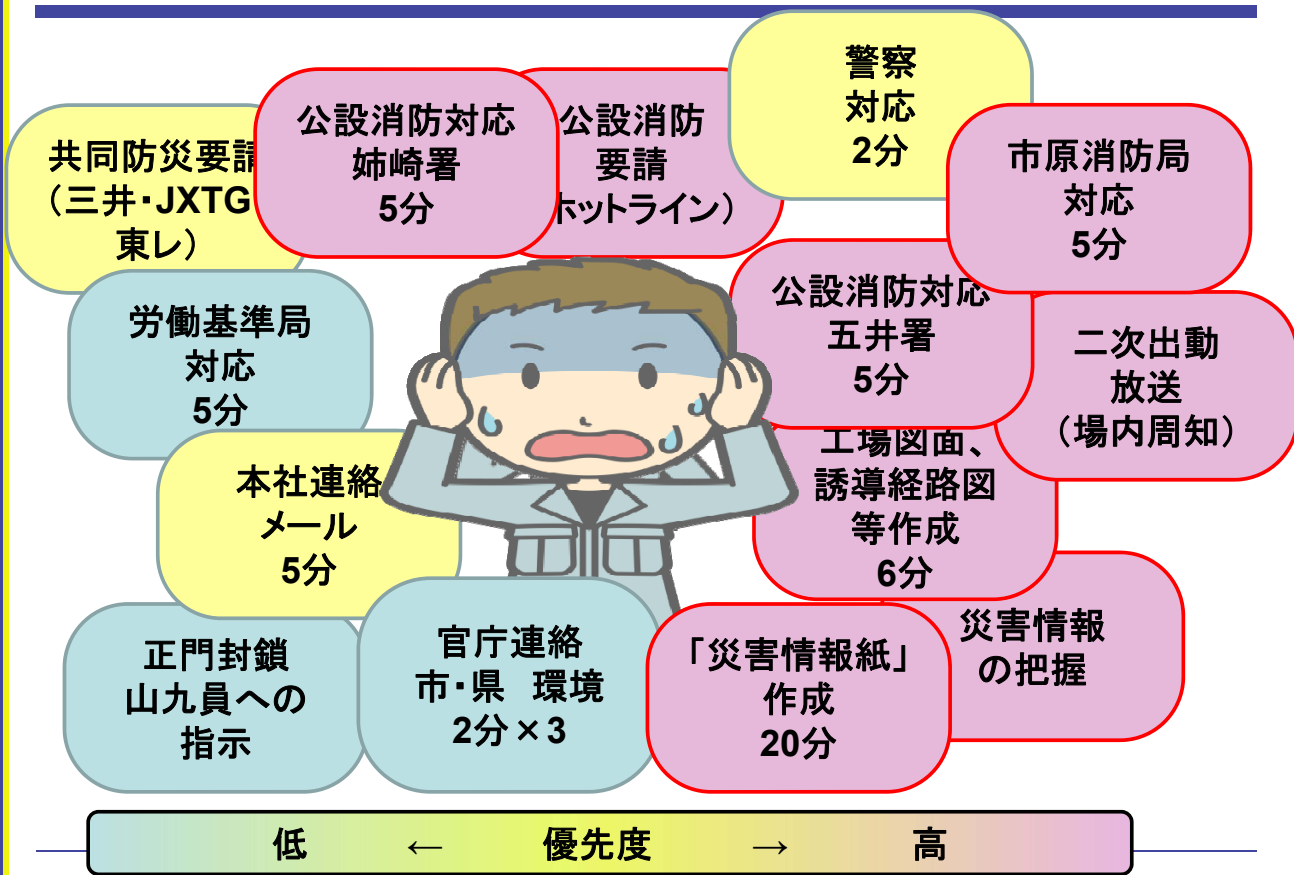 警察
対応
2分
公設消防対応
姉崎署
5分
公設消防
要請
ホットライン）
市原消防局
対応
5分
共同防災要請
（三井・JXTG
東レ）
公設消防対応
五井署
5分
労働基準局
対応
5分
二次出動
放送
（場内周知）
工場図面、
誘導経路図
等作成
6分
本社連絡
メール
5分
災害情報
の把握
官庁連絡
市・県　環境
2分×3
「災害情報紙」
作成
20分
正門封鎖
山九員への
指示
低　←　優先度　→　高